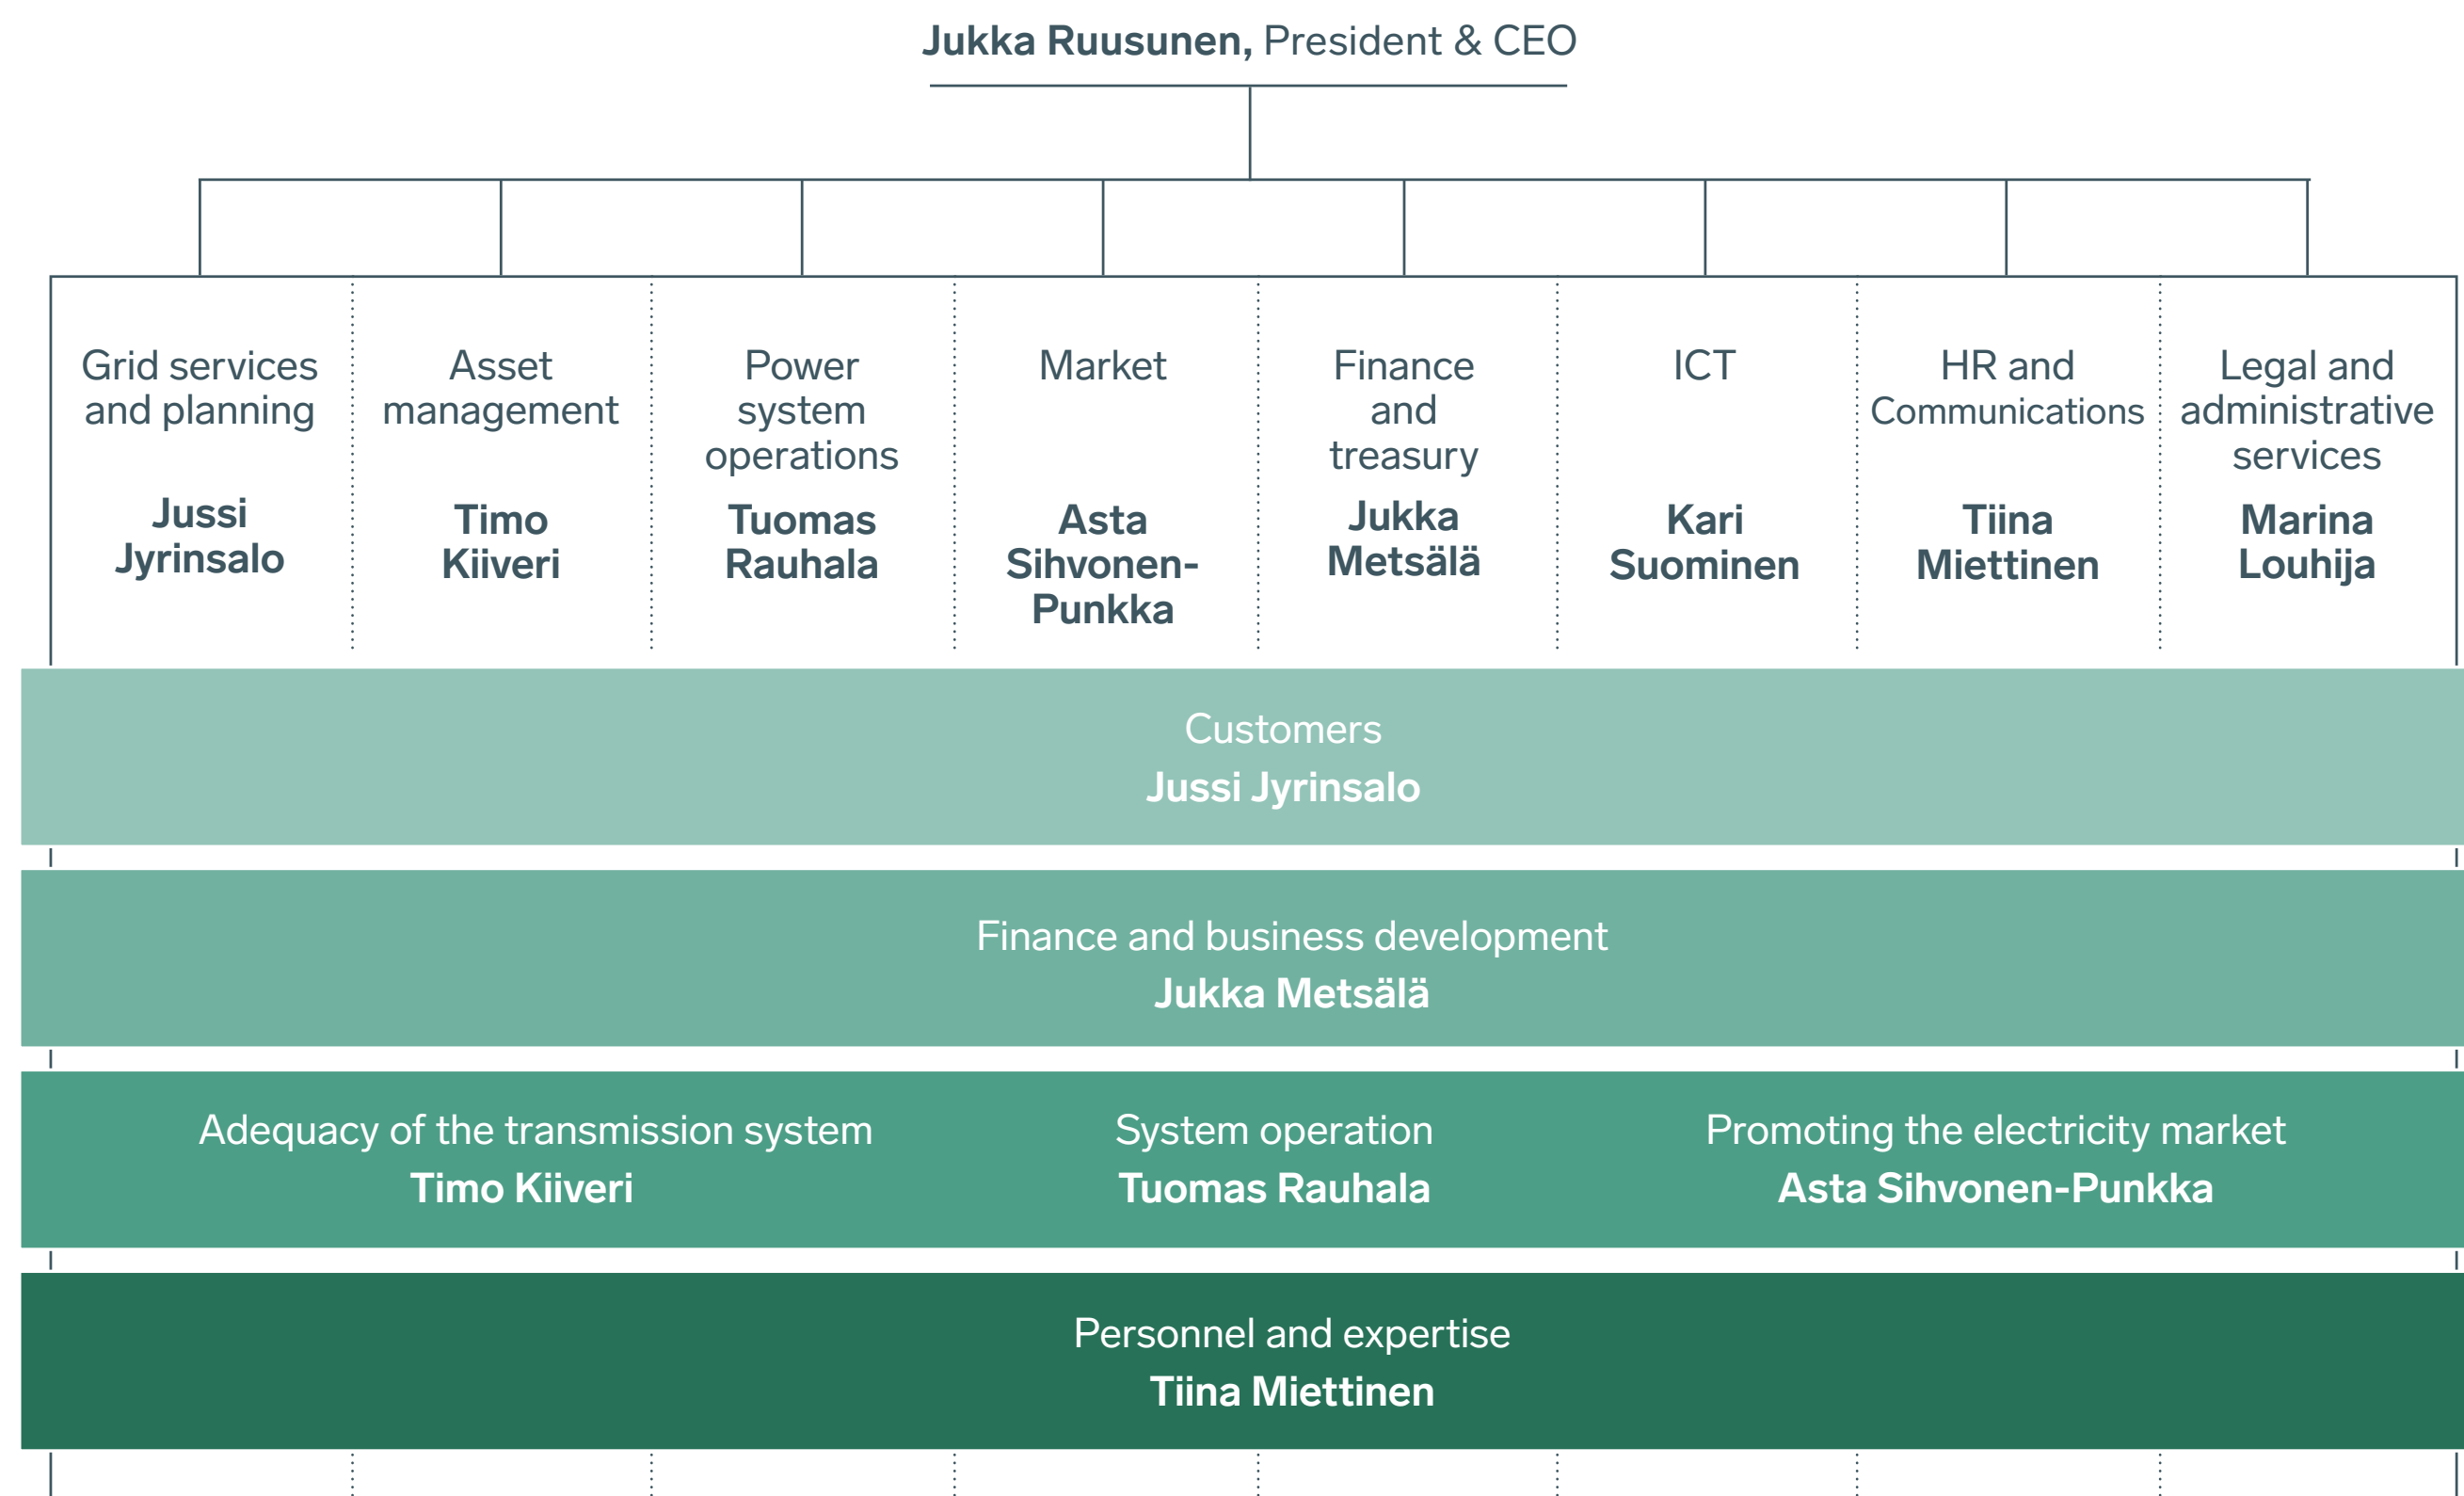 Jukka Ruusunen, President & CEO
Grid services
and planning
Jussi
Jyrinsalo
Asset
management
Timo
Kiiveri
Power
system
operations
Tuomas
Rauhala
Market
Asta
Sihvonen-
Punkka
Finance
and
treasury
Jukka
Metsälä
ICT
Kari
Suominen
HR and
Communications
Tiina
Miettinen
Legal and
administrative
services
Marina
Louhija
Customers
Jussi Jyrinsalo
Finance and business development
Jukka Metsälä
Adequacy of the transmission system
Timo Kiiveri
System operation
Tuomas Rauhala
Promoting the electricity market
Asta Sihvonen-Punkka
Personnel and expertise
Tiina Miettinen